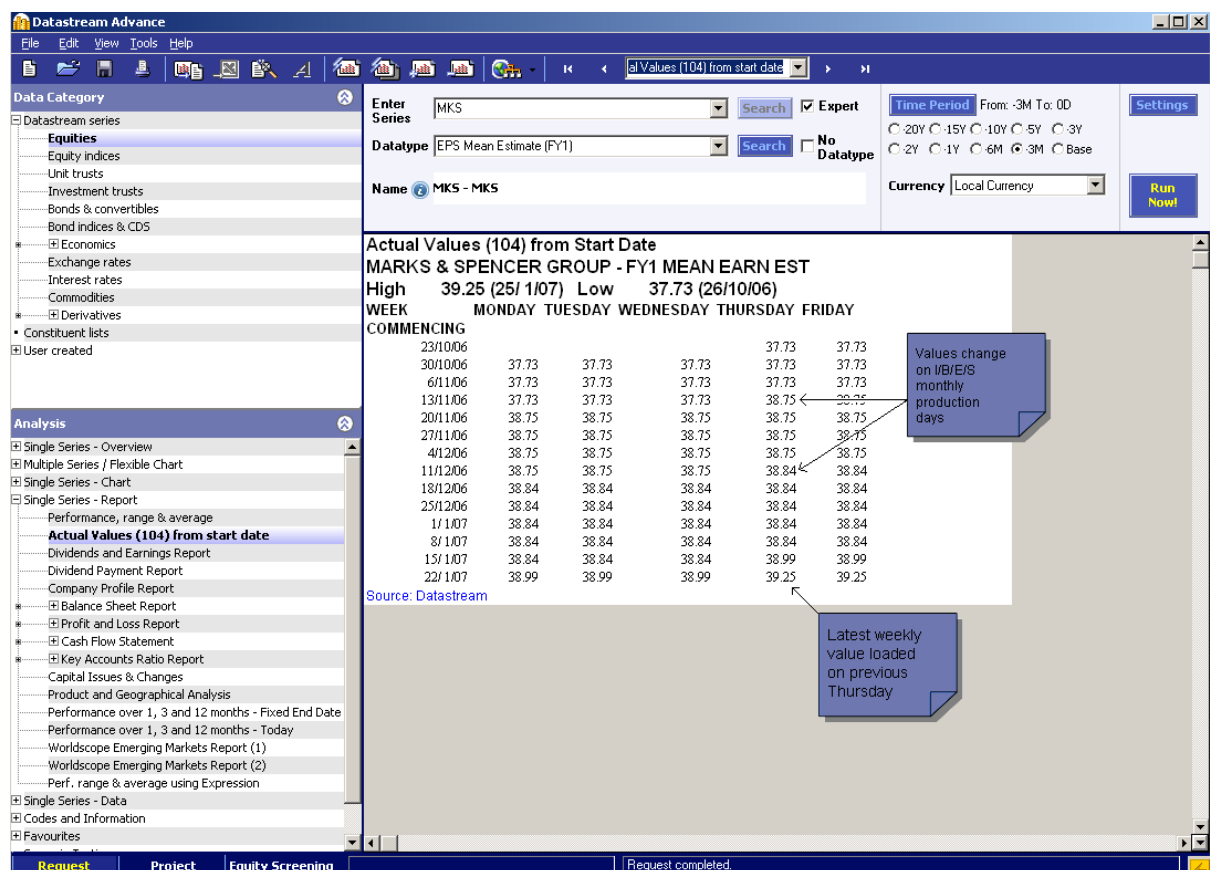 Datastream Advance
File Edit View Tools Help
al Values (104) from start date
Data Category
Datastream series
Equities
Equity indices
Unit trusts
Investment trusts
Bonds & convertibles
Bond indices & CDS
Economics
Exchange rates
Interest rates
Commodities
Derivatives
Constituent lists
User created
Analysis
Single Series - Overview
Multiple Series / Flexible Chart
Single Series - Chart
Single Series - Report
Performance, range & average
Actual Values (104) from start date
Dividends and Earnings Report
Dividend Payment Report
Company Profile Report
Balance Sheet Report
Profit and Loss Report
Cash Flow Statement
Key Accounts Ratio Report
Capital Issues & Changes
Product and Geographical Analysis
Performance over 1, 3 and 12 months - Fixed End Date
Performance over 1, 3 and 12 months - Today
Worldscope Emerging Markets Report (1)
Worldscope Emerging Markets Report (2)
Perf. range & average using Expression
Single Series - Data
Codes and Information
Favourites
Enter Series MKS Search Expert
Datatype EPS Mean Estimate (FY1) Search No Datatype
Name MKS - MKS
Time Period From: -3M To: 0D
-20Y -15Y -10Y -5Y -3Y
-2Y -1Y -6M -3M Base
Currency Local Currency
Settings
Run
Now!
Actual Values (104) from Start Date
MARKS & SPENCER GROUP - FY1 MEAN EARN EST
High 39.25 (25/ 1/07) Low 37.73 (26/10/06)
WEEK MONDAY TUESDAY WEDNESDAY THURSDAY FRIDAY
COMMENCING
23/10/06 37.73 37.73
30/10/06 37.73 37.73 37.73 37.73 37.73
6/11/06 37.73 37.73 37.73 37.73 37.73
13/11/06 37.73 37.73 37.73 38.75 38.75
20/11/06 38.75 38.75 38.75 38.75 38.75
27/11/06 38.75 38.75 38.75 38.75 38.75
4/12/06 38.75 38.75 38.75 38.75 38.75
11/12/06 38.75 38.75 38.75 38.84 38.84
18/12/06 38.84 38.84 38.84 38.84 38.84
25/12/06 38.84 38.84 38.84 38.84 38.84
1/ 1/07 38.84 38.84 38.84 38.84 38.84
8/ 1/07 38.84 38.84 38.84 38.84 38.84
15/ 1/07 38.84 38.84 38.84 38.99 38.99
22/ 1/07 38.99 38.99 38.99 39.25 39.25
Source: Datastream
Values change
on I/B/E/S
monthly
production
days
Latest weekly
value loaded
on previous
Thursday
Request Project Equity Screening Request completed.